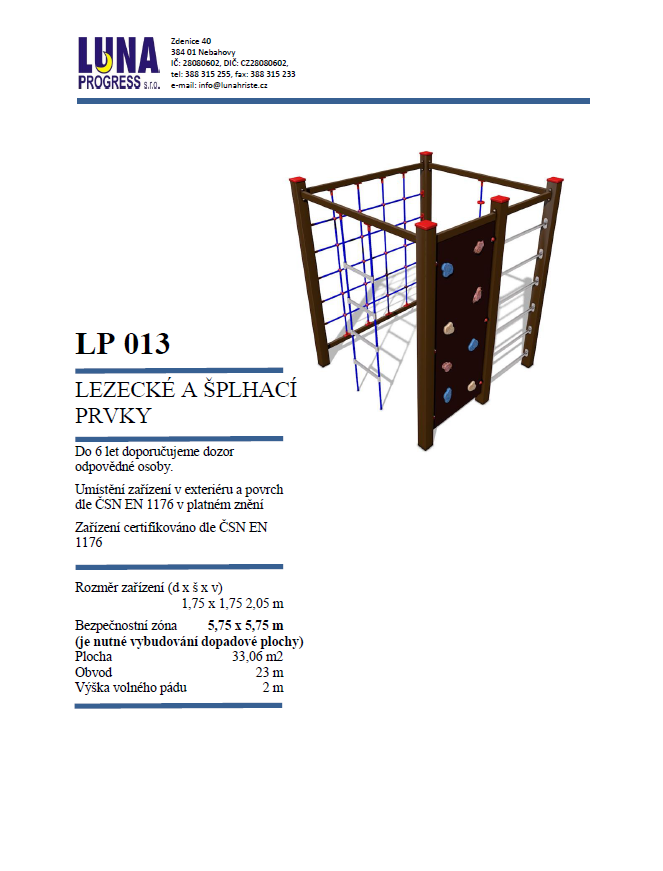 LUNA
PROGRESS s.r.o.
Zdenice 40
384 01 Nebahovy
IČ: 28080602, DIČ: CZ28080602,
tel: 388 315 255, fax: 388 315 233
e-mail: info@lunahriste.cz
LP 013
LEZECKÉ A ŠPLHACÍ
PRVKY
Do 6 let doporučujeme dozor
odpovědné osoby.
Umístění zařízení v exteriéru a povrch
dle ČSN EN 1176 v platném znění
Zařízení certifikováno dle ČSN EN
1176
Rozměr zařízení (d x š x v)
1,75 x 1,75 2,05 m
Bezpečnostní zóna 5,75 x 5,75 m
(je nutné vybudování dopadové plochy)
Plocha 33,06 m2
Obvod 23 m
Výška volného pádu 2 m